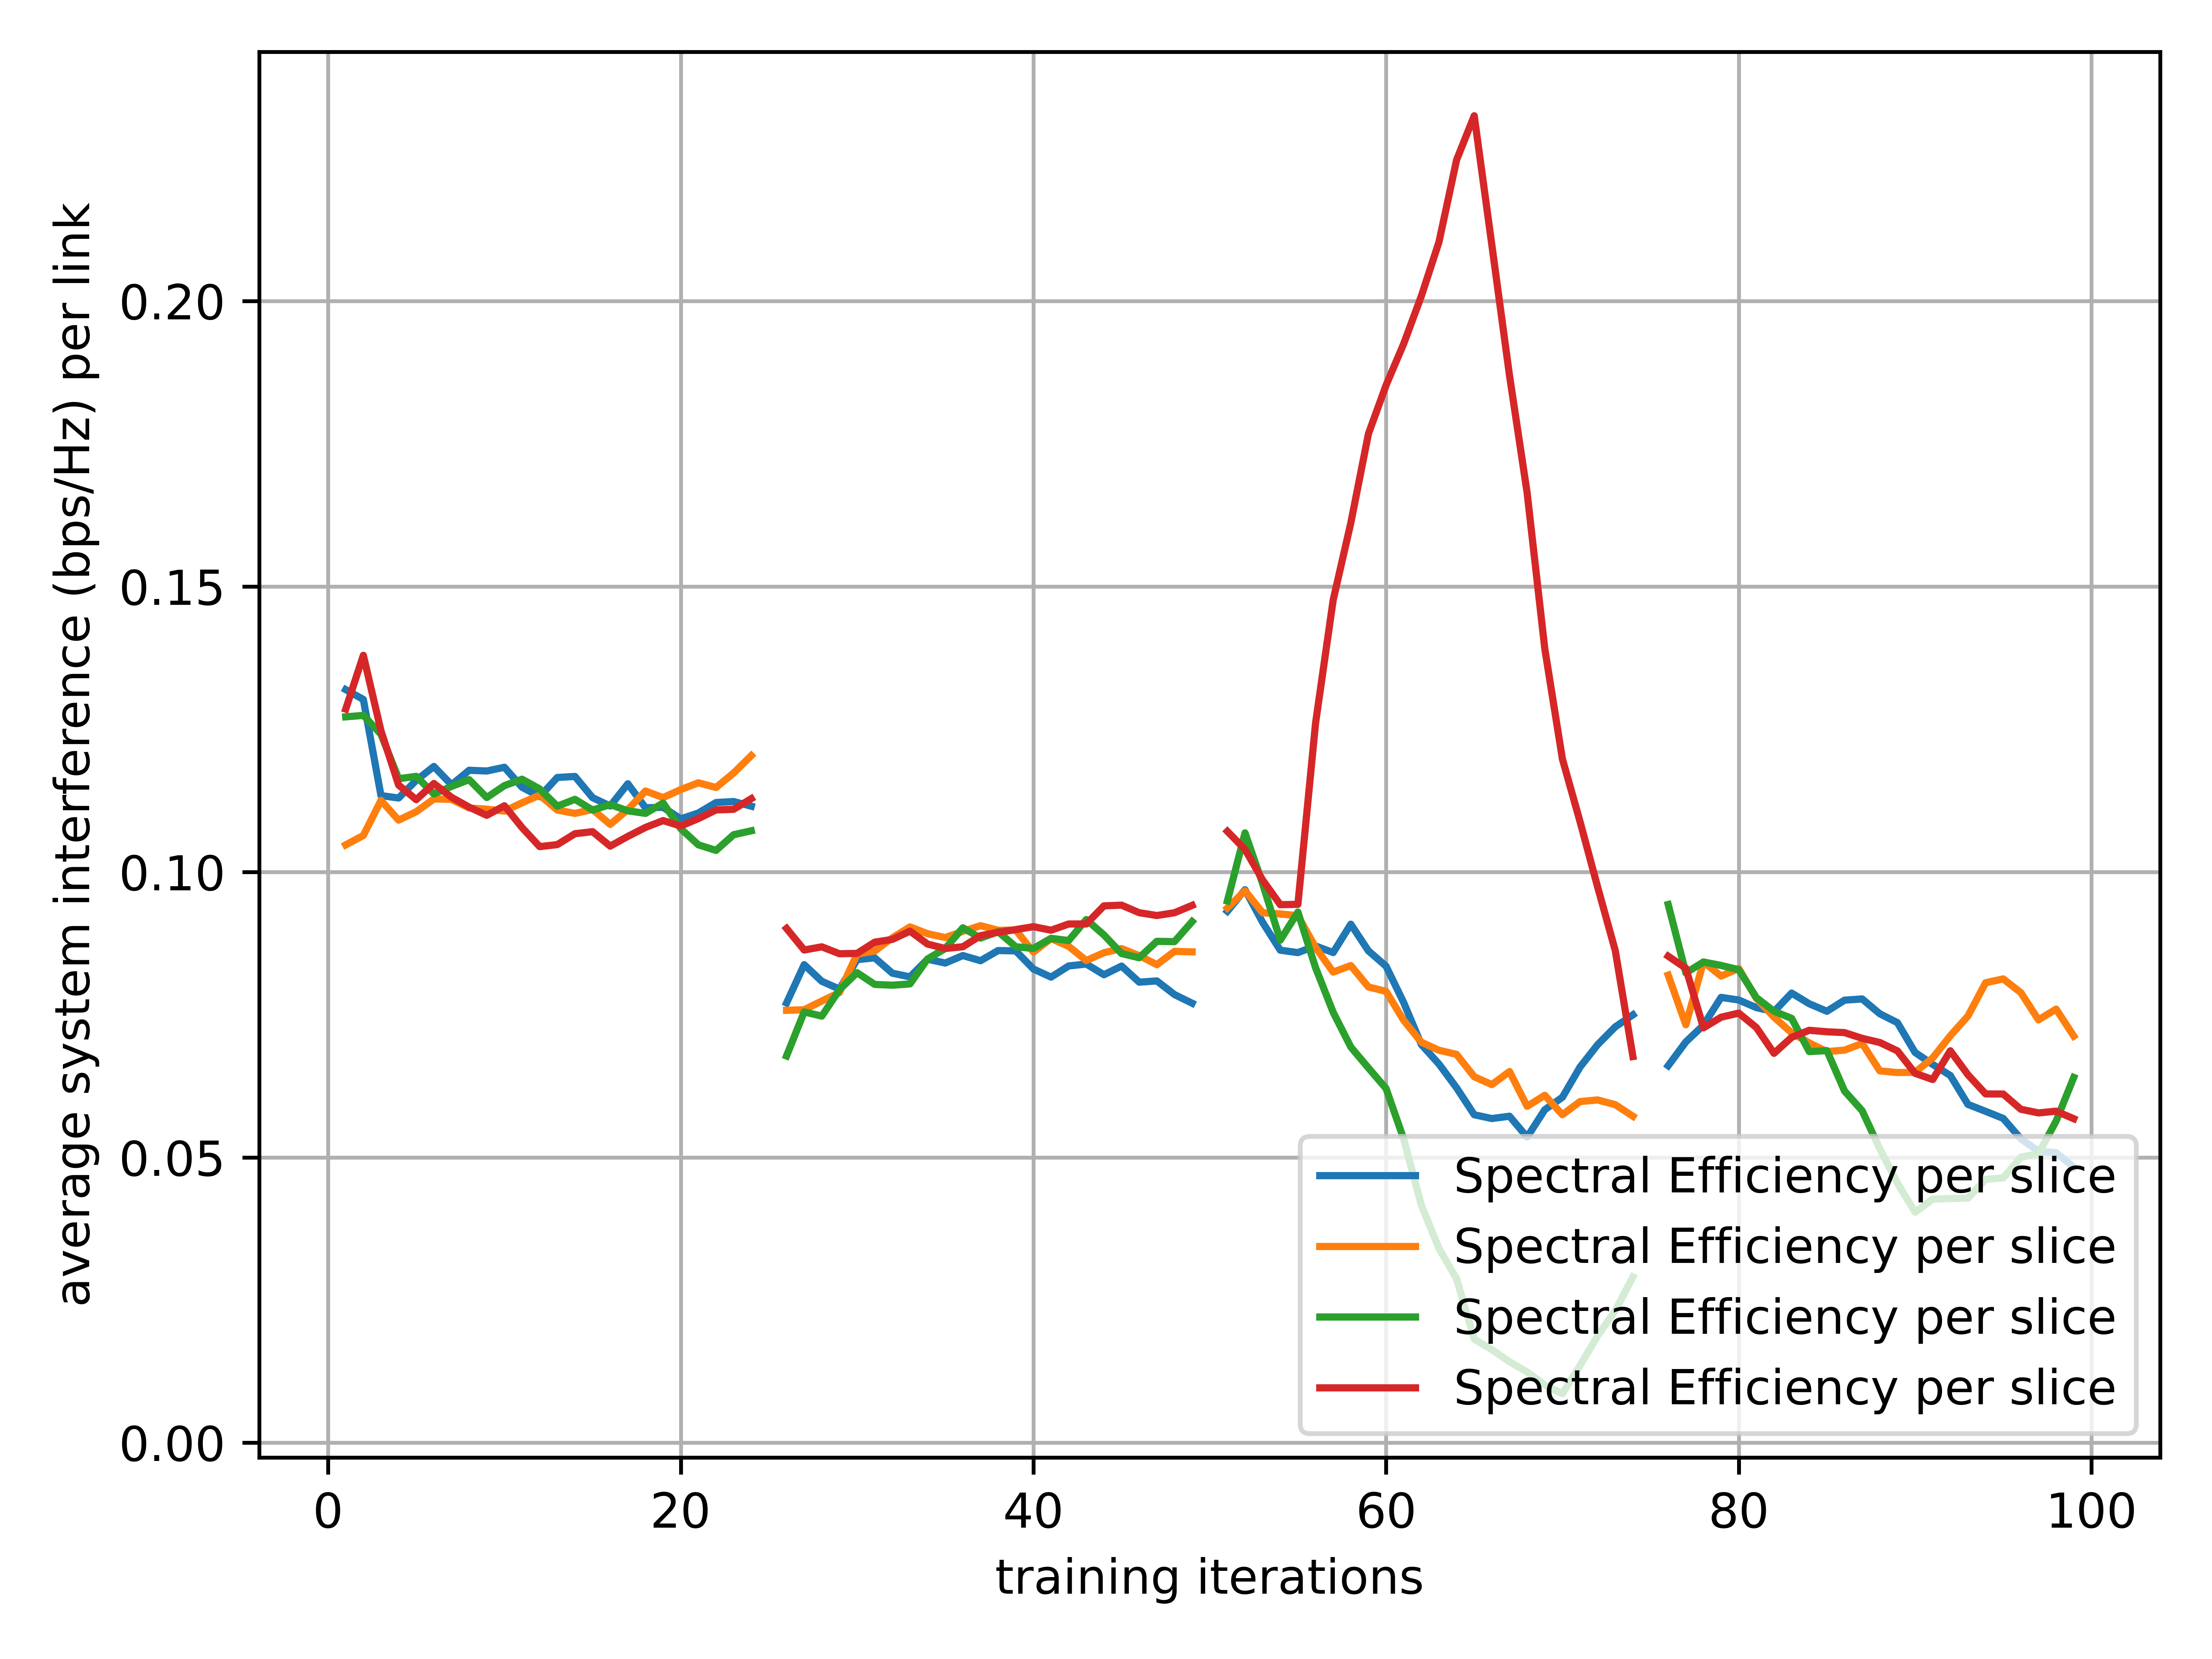 average system interference (bps/Hz) per link
0.20
0.15
0.10
0.05
0.00
Spectral Efficiency per slice
Spectral Efficiency per slice
Spectral Efficiency per slice
Spectral Efficiency per slice
0 20 40 60 80 100
training iterations